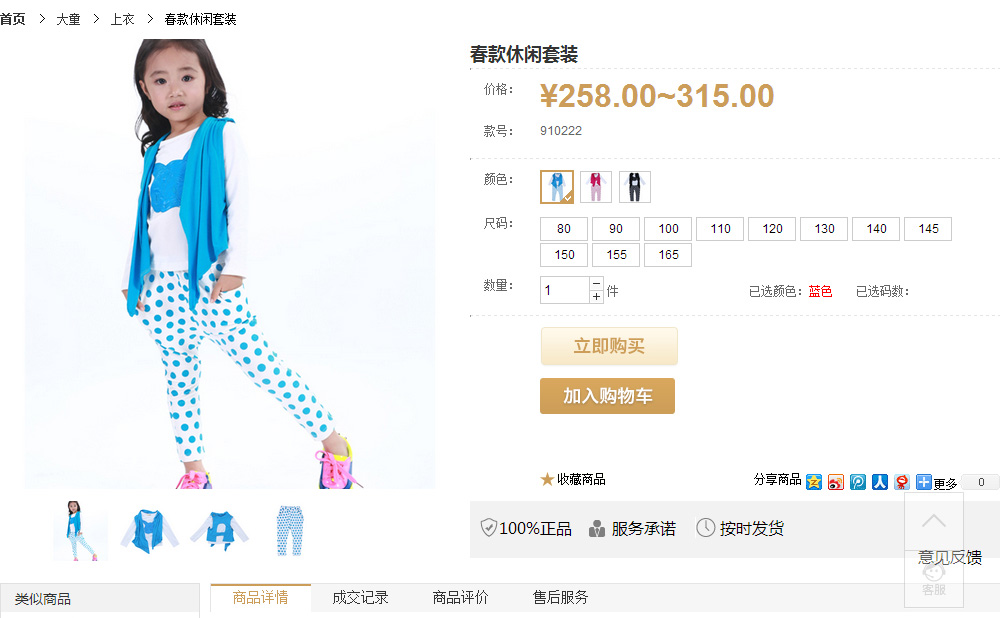 首页 > 大童 > 上衣 > 春款休闲套装
春款休闲套装
价格： ¥258.00~315.00
款号： 910222
颜色：
尺码： 80 90 100 110 120 130 140 145
150 155 165
数量： 1 − + 件 已选颜色：蓝色 已选码数：
立即购买
加入购物车
收藏商品 分享商品 更多 0
100%正品 服务承诺 按时发货
意见反馈
客服
类似商品 商品详情 成交记录 商品评价 售后服务